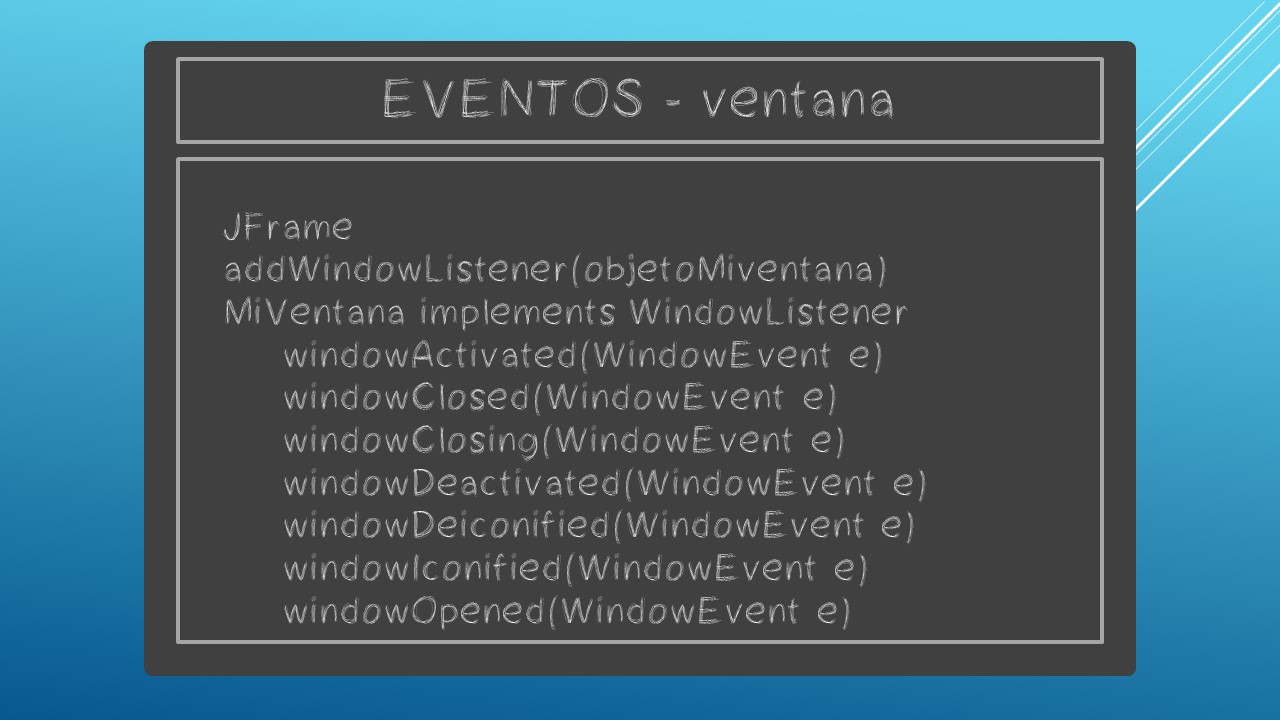 EVENTOS - ventana
JFrame
addWindowListener(objetoMiventana)
MiVentana implements WindowListener
windowActivated(WindowEvent e)
windowClosed(WindowEvent e)
windowClosing(WindowEvent e)
windowDeactivated(WindowEvent e)
windowDeiconified(WindowEvent e)
windowIconified(WindowEvent e)
windowOpened(WindowEvent e)